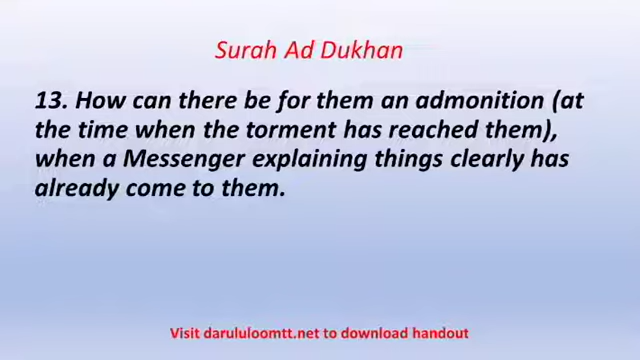 Surah Ad Dukhan
13. How can there be for them an admonition (at
the time when the torment has reached them),
when a Messenger explaining things clearly has
already come to them.
Visit darululoomtt.net to download handout